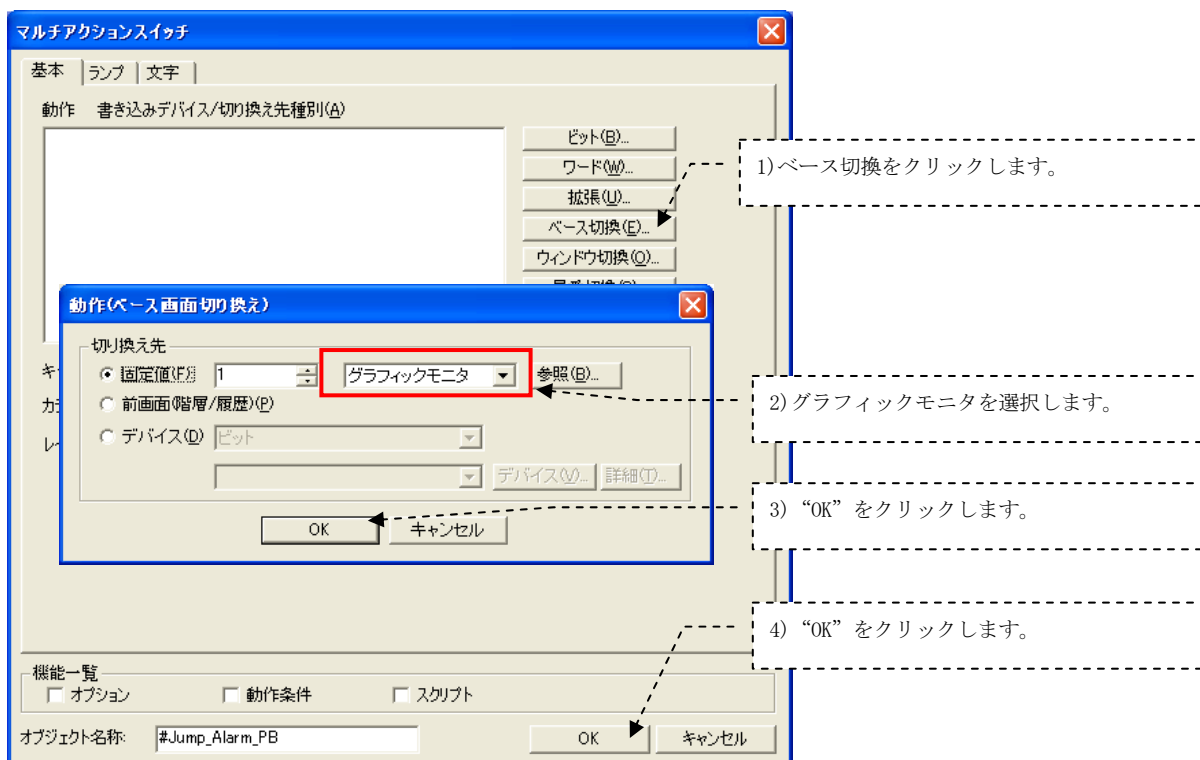 マルチアクションスイッチ
基本 ランプ 文字
動作 書き込みデバイス/切り換え先種別(A)
ビット(B)...
ワード(W)...
1)ベース切換をクリックします。
拡張(U)...
ベース切換(E)...
ウィンドウ切換(O)...
動作(ベース画面切り換え)
切り換え先
固定値(F) 1 グラフィックモニタ 参照(B)...
前画面(階層/履歴)(P)
2)グラフィックモニタを選択します。
デバイス(D) ビット
デバイス(V)... 詳細(T)...
3)“OK”をクリックします。
OK キャンセル
4)“OK”をクリックします。
機能一覧
オプション 動作条件 スクリプト
オブジェクト名称: #Jump_Alarm_PB OK キャンセル